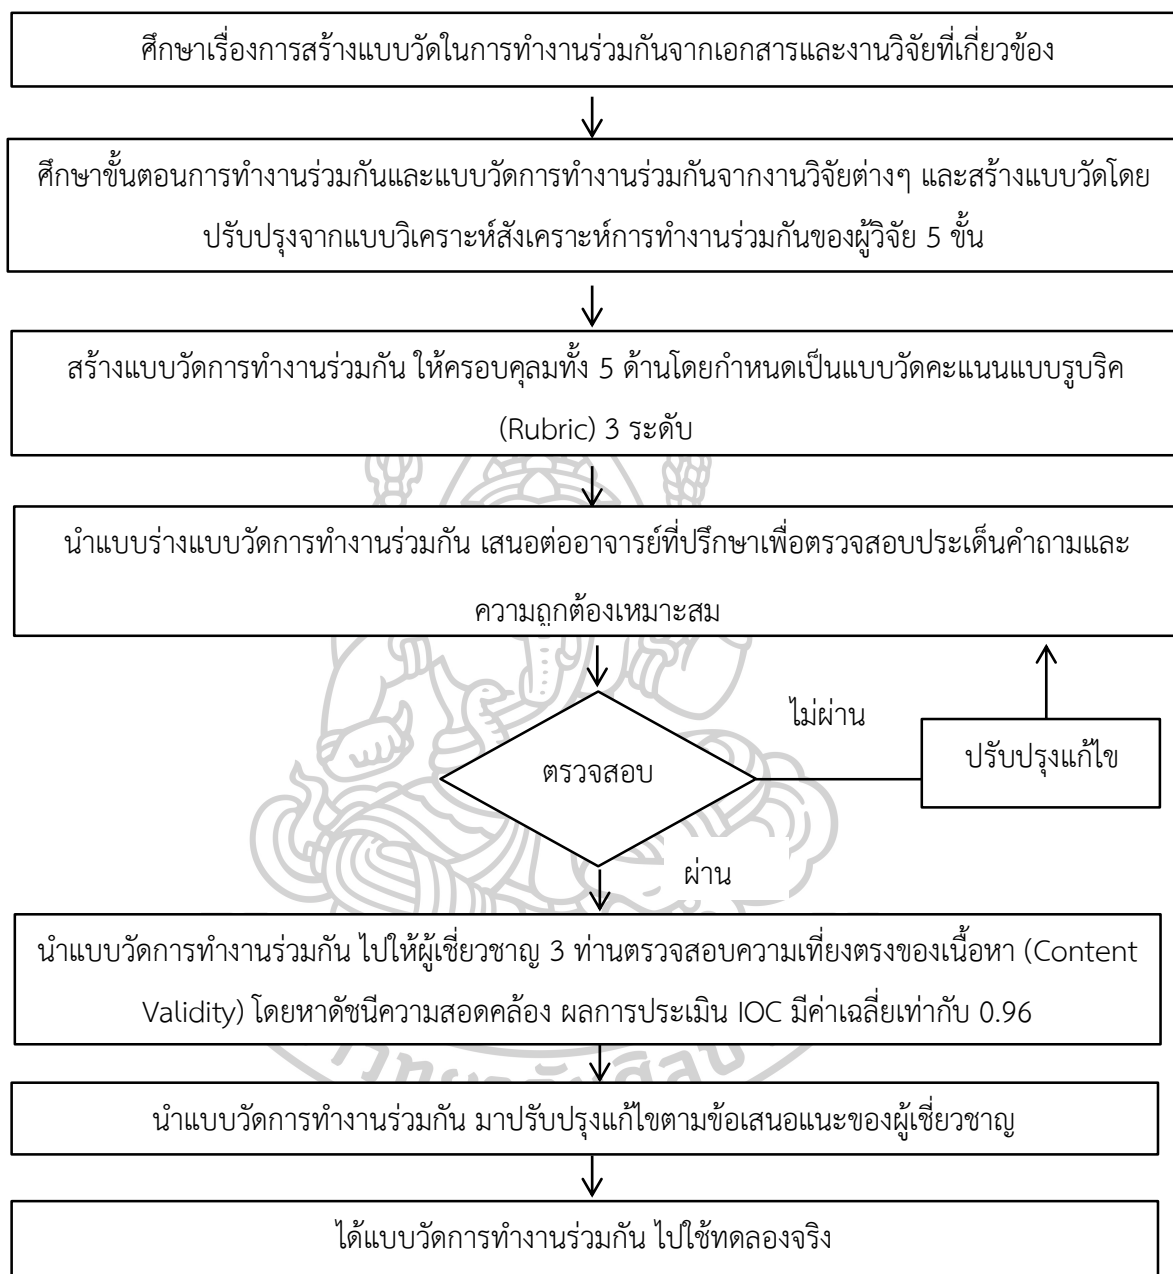 ศึกษาเรื่องการสร้างแบบวัดในการทำงานร่วมกันจากเอกสารและงานวิจัยที่เกี่ยวข้อง
ศึกษาขั้นตอนการทำงานร่วมกันและแบบวัดการทำงานร่วมกันจากงานวิจัยต่างๆ และสร้างแบบวัดโดย
ปรับปรุงจากแบบวิเคราะห์สังเคราะห์การทำงานร่วมกันของผู้วิจัย 5 ขั้น
สร้างแบบวัดการทำงานร่วมกัน ให้ครอบคุลมทั้ง 5 ด้านโดยกำหนดเป็นแบบวัดคะแนนแบบรูบริค
(Rubric) 3 ระดับ
นำแบบร่างแบบวัดการทำงานร่วมกัน เสนอต่ออาจารย์ที่ปรึกษาเพื่อตรวจสอบประเด็นคำถามและ
ความถูกต้องเหมาะสม
ไม่ผ่าน
ตรวจสอบ
ปรับปรุงแก้ไข
ผ่าน
นำแบบวัดการทำงานร่วมกัน ไปให้ผู้เชี่ยวชาญ 3 ท่านตรวจสอบความเที่ยงตรงของเนื้อหา (Content
Validity) โดยหาดัชนีความสอดคล้อง ผลการประเมิน IOC มีค่าเฉลี่ยเท่ากับ 0.96
นำแบบวัดการทำงานร่วมกัน มาปรับปรุงแก้ไขตามข้อเสนอแนะของผู้เชี่ยวชาญ
ได้แบบวัดการทำงานร่วมกัน ไปใช้ทดลองจริง